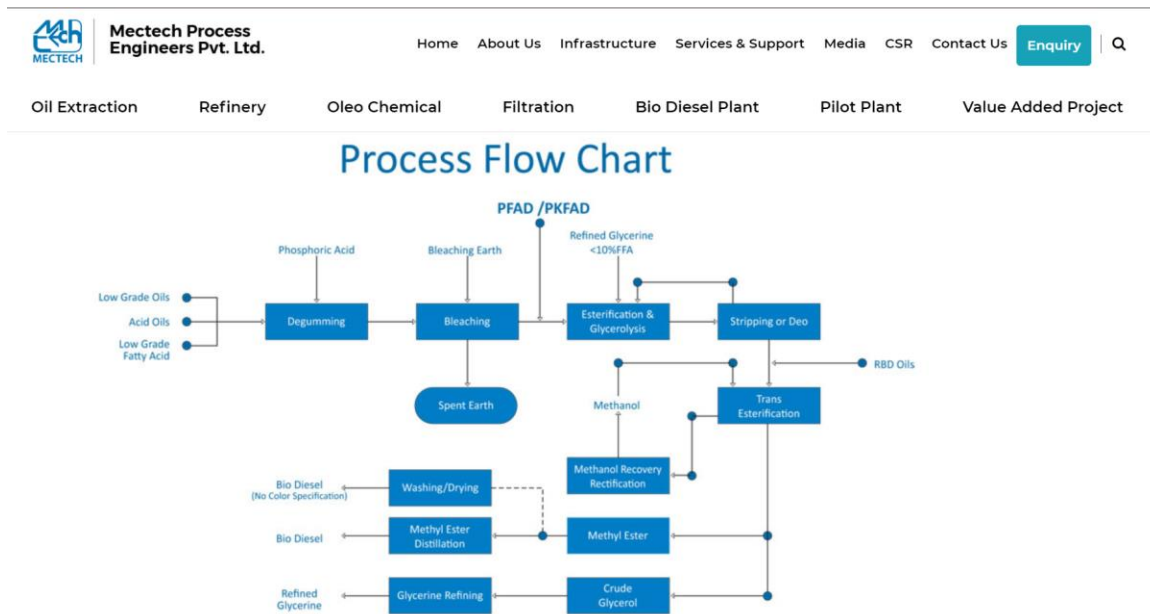 Mectech
MECTECH
Mectech Process
Engineers Pvt. Ltd.
Home About Us Infrastructure Services & Support Media CSR Contact Us Enquiry
Oil Extraction Refinery Oleo Chemical Filtration Bio Diesel Plant Pilot Plant Value Added Project
Process Flow Chart
PFAD /PKFAD
Phosphoric Acid
Bleaching Earth
Refined Glycerine
<10%FFA
Low Grade Oils
Acid Oils
Low Grade
Fatty Acid
Degumming
Bleaching
Esterification &
Glycerolysis
Stripping or Deo
RBD Oils
Spent Earth
Methanol
Trans
Esterification
Methanol Recovery
Rectification
Bio Diesel
(No Color Specification)
Washing/Drying
Bio Diesel
Methyl Ester
Distillation
Methyl Ester
Refined
Glycerine
Glycerine Refining
Crude
Glycerol